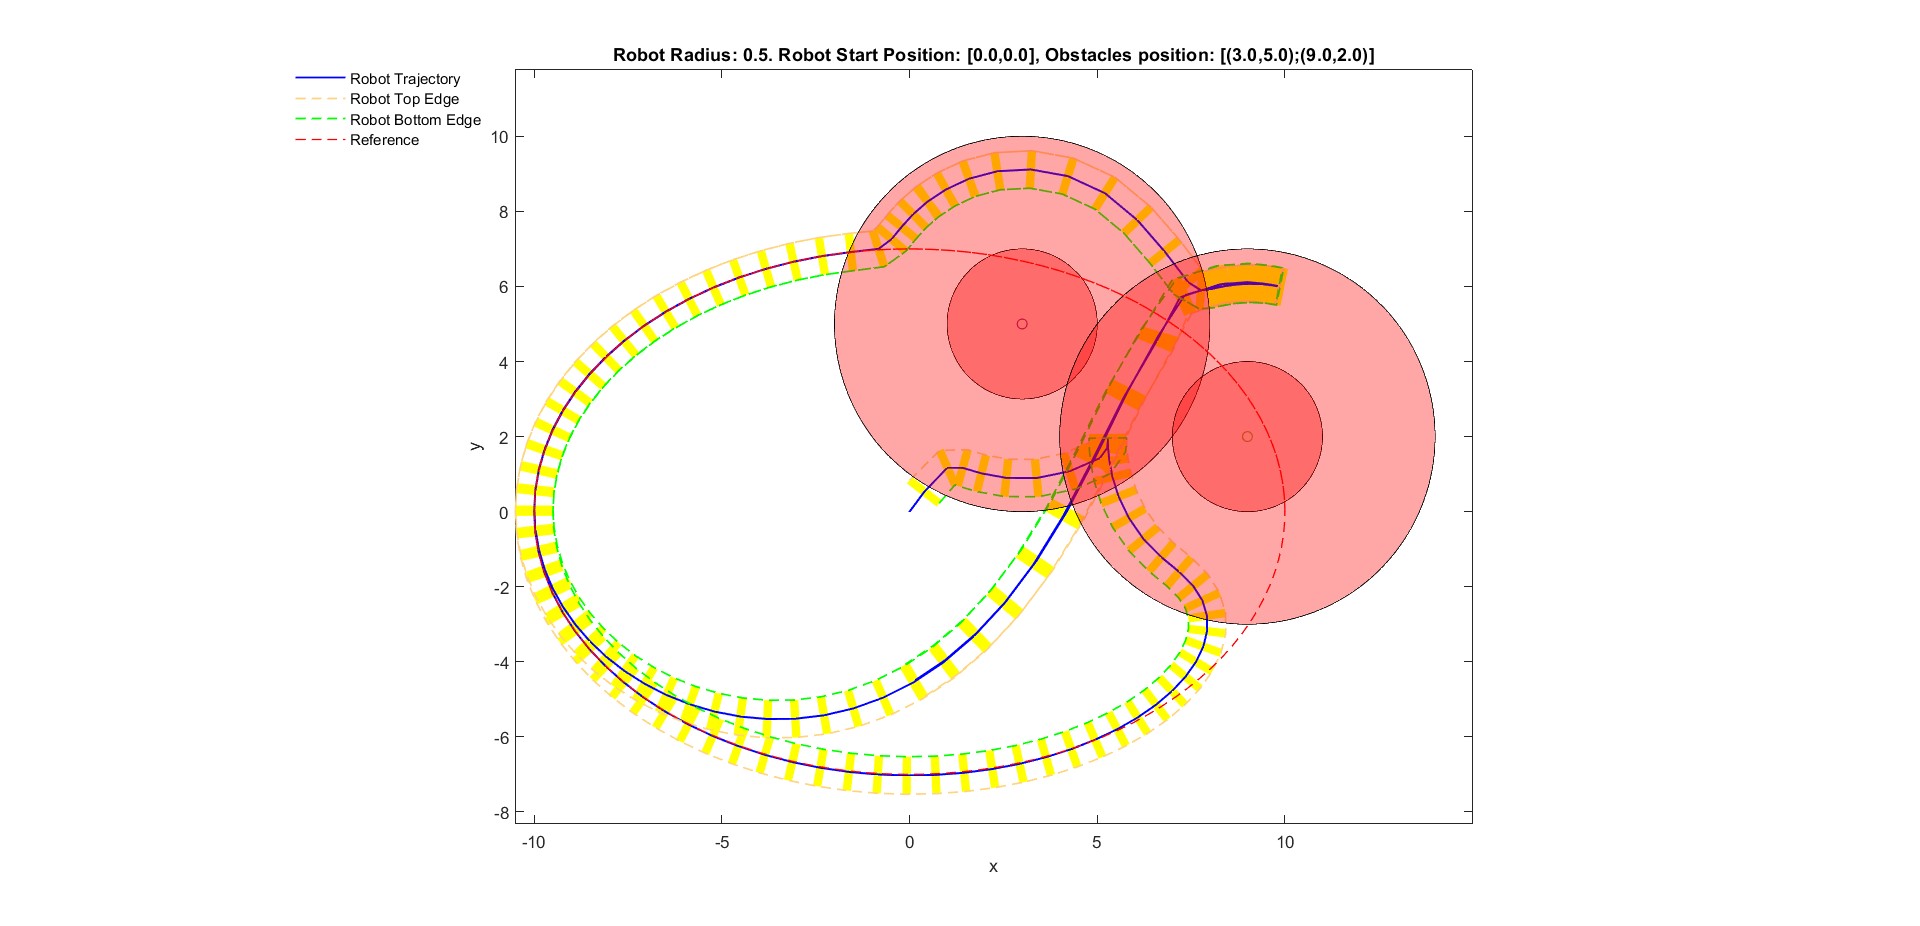 Robot Radius: 0.5. Robot Start Position: [0.0,0.0], Obstacles position: [(3.0,5.0);(9.0,2.0)]
Robot Trajectory
Robot Top Edge
Robot Bottom Edge
Reference
10
8
6
4
2
0
-2
-4
-6
-8
y
-10
-5
0
5
10
x